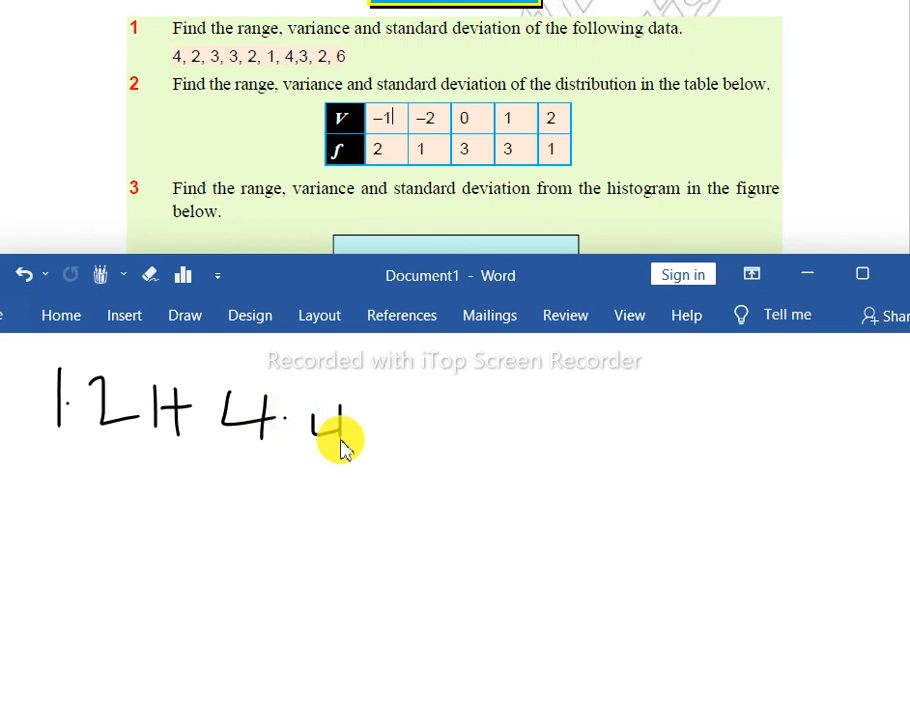 1 Find the range, variance and standard deviation of the following data.
4, 2, 3, 3, 2, 1, 4,3, 2, 6
2 Find the range, variance and standard deviation of the distribution in the table below.
V –1 –2 0 1 2
f 2 1 3 3 1
3 Find the range, variance and standard deviation from the histogram in the figure
below.
Document1 - Word
Sign in
Home Insert Draw Design Layout References Mailings Review View Help Tell me Shar
Recorded with iTop Screen Recorder